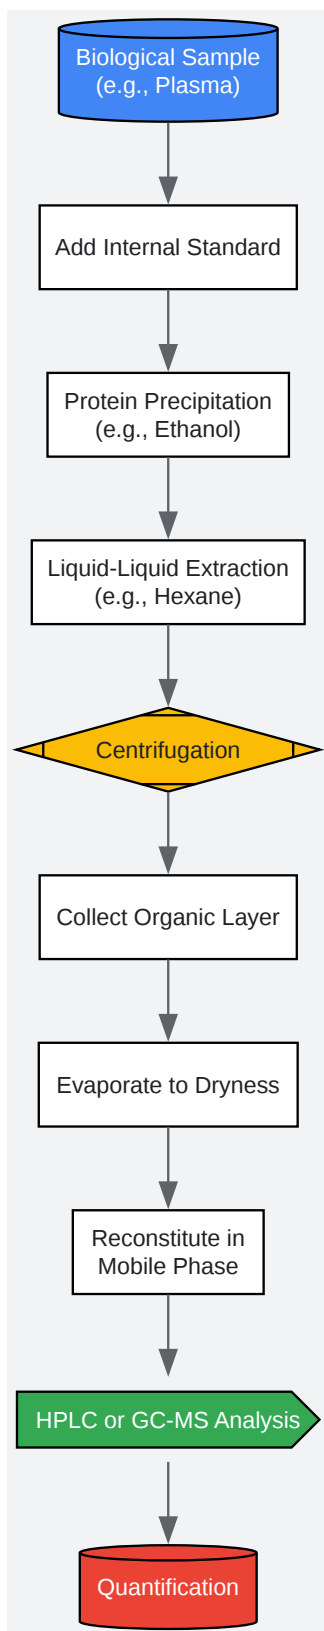 Biological Sample
(e.g., Plasma)
Add Internal Standard
Protein Precipitation
(e.g., Ethanol)
Liquid-Liquid Extraction
(e.g., Hexane)
Centrifugation
Collect Organic Layer
Evaporate to Dryness
Reconstitute in
Mobile Phase
HPLC or GC-MS Analysis
Quantification